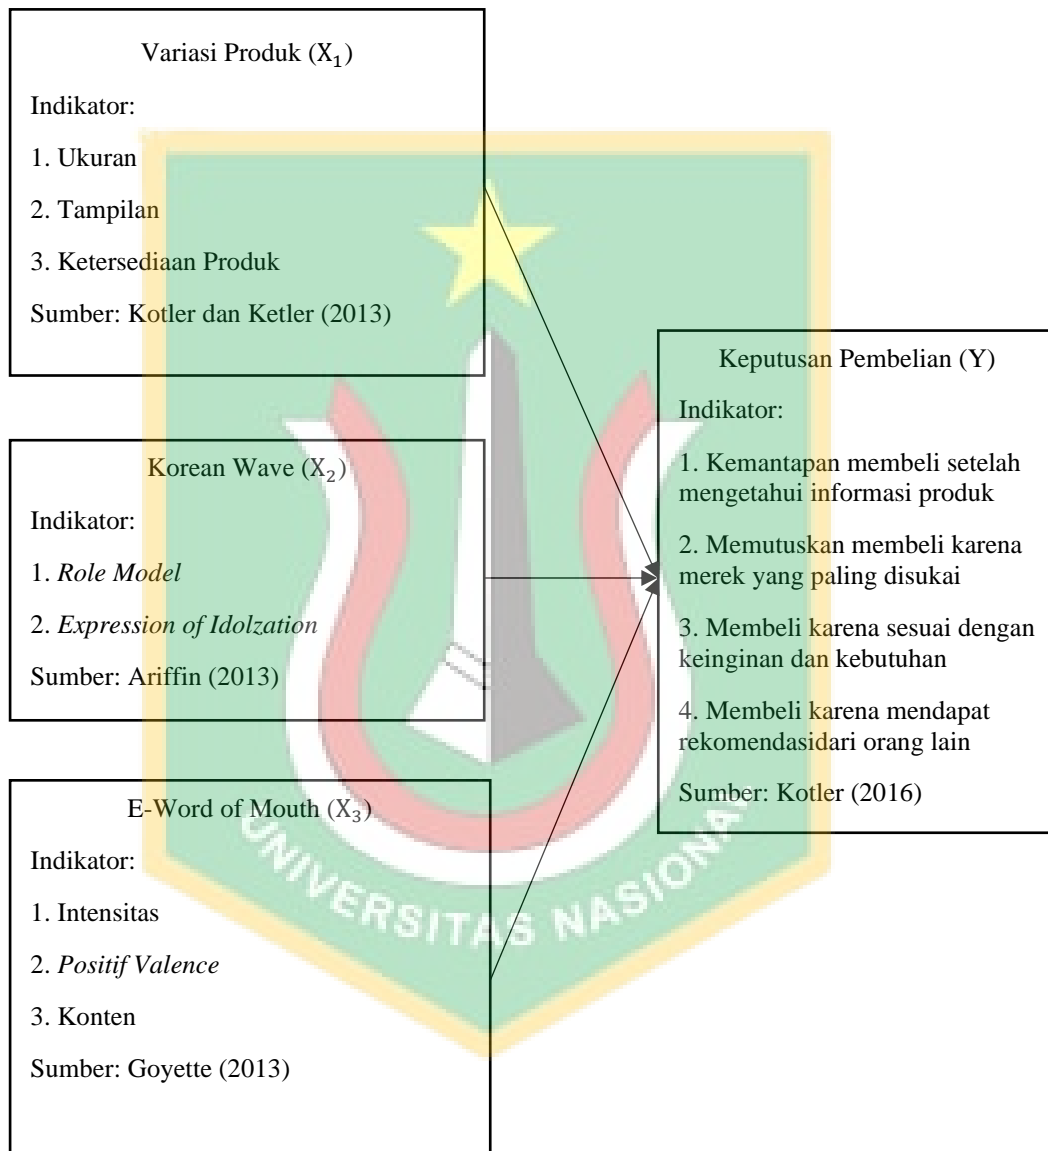 Variasi Produk (X₁)
Indikator:
1. Ukuran
2. Tampilan
3. Ketersediaan Produk
Sumber: Kotler dan Ketler (2013)
Korean Wave (X₂)
Indikator:
1. Role Model
2. Expression of Idolzation
Sumber: Ariffin (2013)
E-Word of Mouth (X₃)
Indikator:
1. Intensitas
2. Positif Valence
3. Konten
Sumber: Goyette (2013)
Keputusan Pembelian (Y)
Indikator:
1. Kemantapan membeli setelah
mengetahui informasi produk
2. Memutuskan membeli karena
merek yang paling disukai
3. Membeli karena sesuai dengan
keinginan dan kebutuhan
4. Membeli karena mendapat
rekomendasidari orang lain
Sumber: Kotler (2016)
UNIVERSITAS NASIONAL